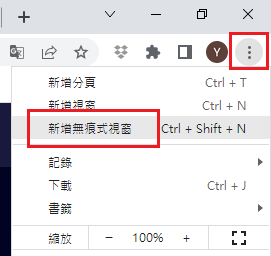 Y
新增分頁 Ctrl + T
新增視窗 Ctrl + N
新增無痕式視窗 Ctrl + Shift + N
記錄
下載 Ctrl + J
書籤
縮放 − 100% +